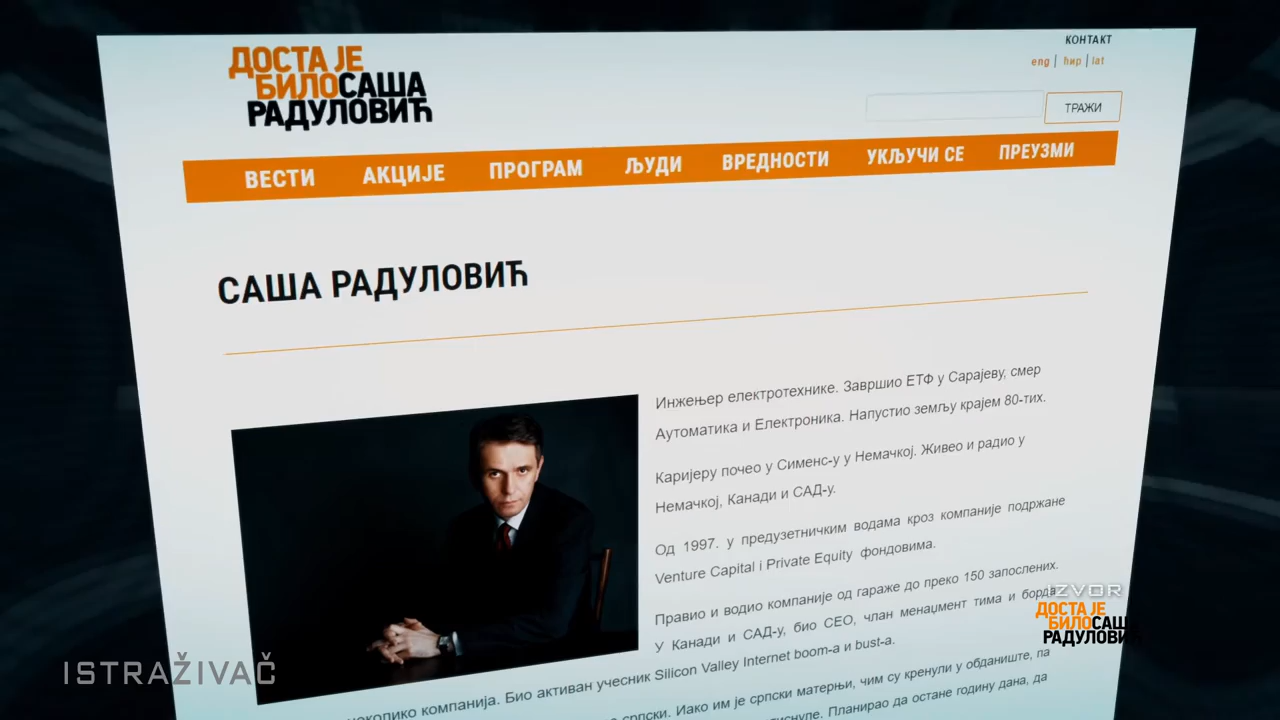 ДОСТА ЈЕ
БИЛОСАША
РАДУЛОВИЋ
КОНТАКТ
eng | ћир | lat
ТРАЖИ
ВЕСТИ АКЦИЈЕ ПРОГРАМ ЉУДИ ВРЕДНОСТИ УКЉУЧИ СЕ ПРЕУЗМИ
САША РАДУЛОВИЋ
Инжењер електротехнике. Завршио ЕТФ у Сарајеву, смер
Аутоматика и Електроника. Напустио земљу крајем 80-тих.
Каријеру почео у Сименс-у у Немачкој. Живео и радио у
Немачкој, Канади и САД-у.
Од 1997. у предузетничким водама кроз компаније подржане
Venture Capital i Private Equity фондовима.
Правио и водио компаније од гараже до преко 150 запослених.
У Канади и САД-у, био CEO, члан менаџмент тима и борда
неколико компанија. Био активан учесник Silicon Valley Internet boom-a и bust-a.
српски. Иако им је српски матерњи, чим су кренули у обданиште, па
Планирао да остане годину дана, да
IZVOR
ДОСТА ЈЕ
БИЛОСАША
РАДУЛОВИЋ
ISTRAŽIVAČ